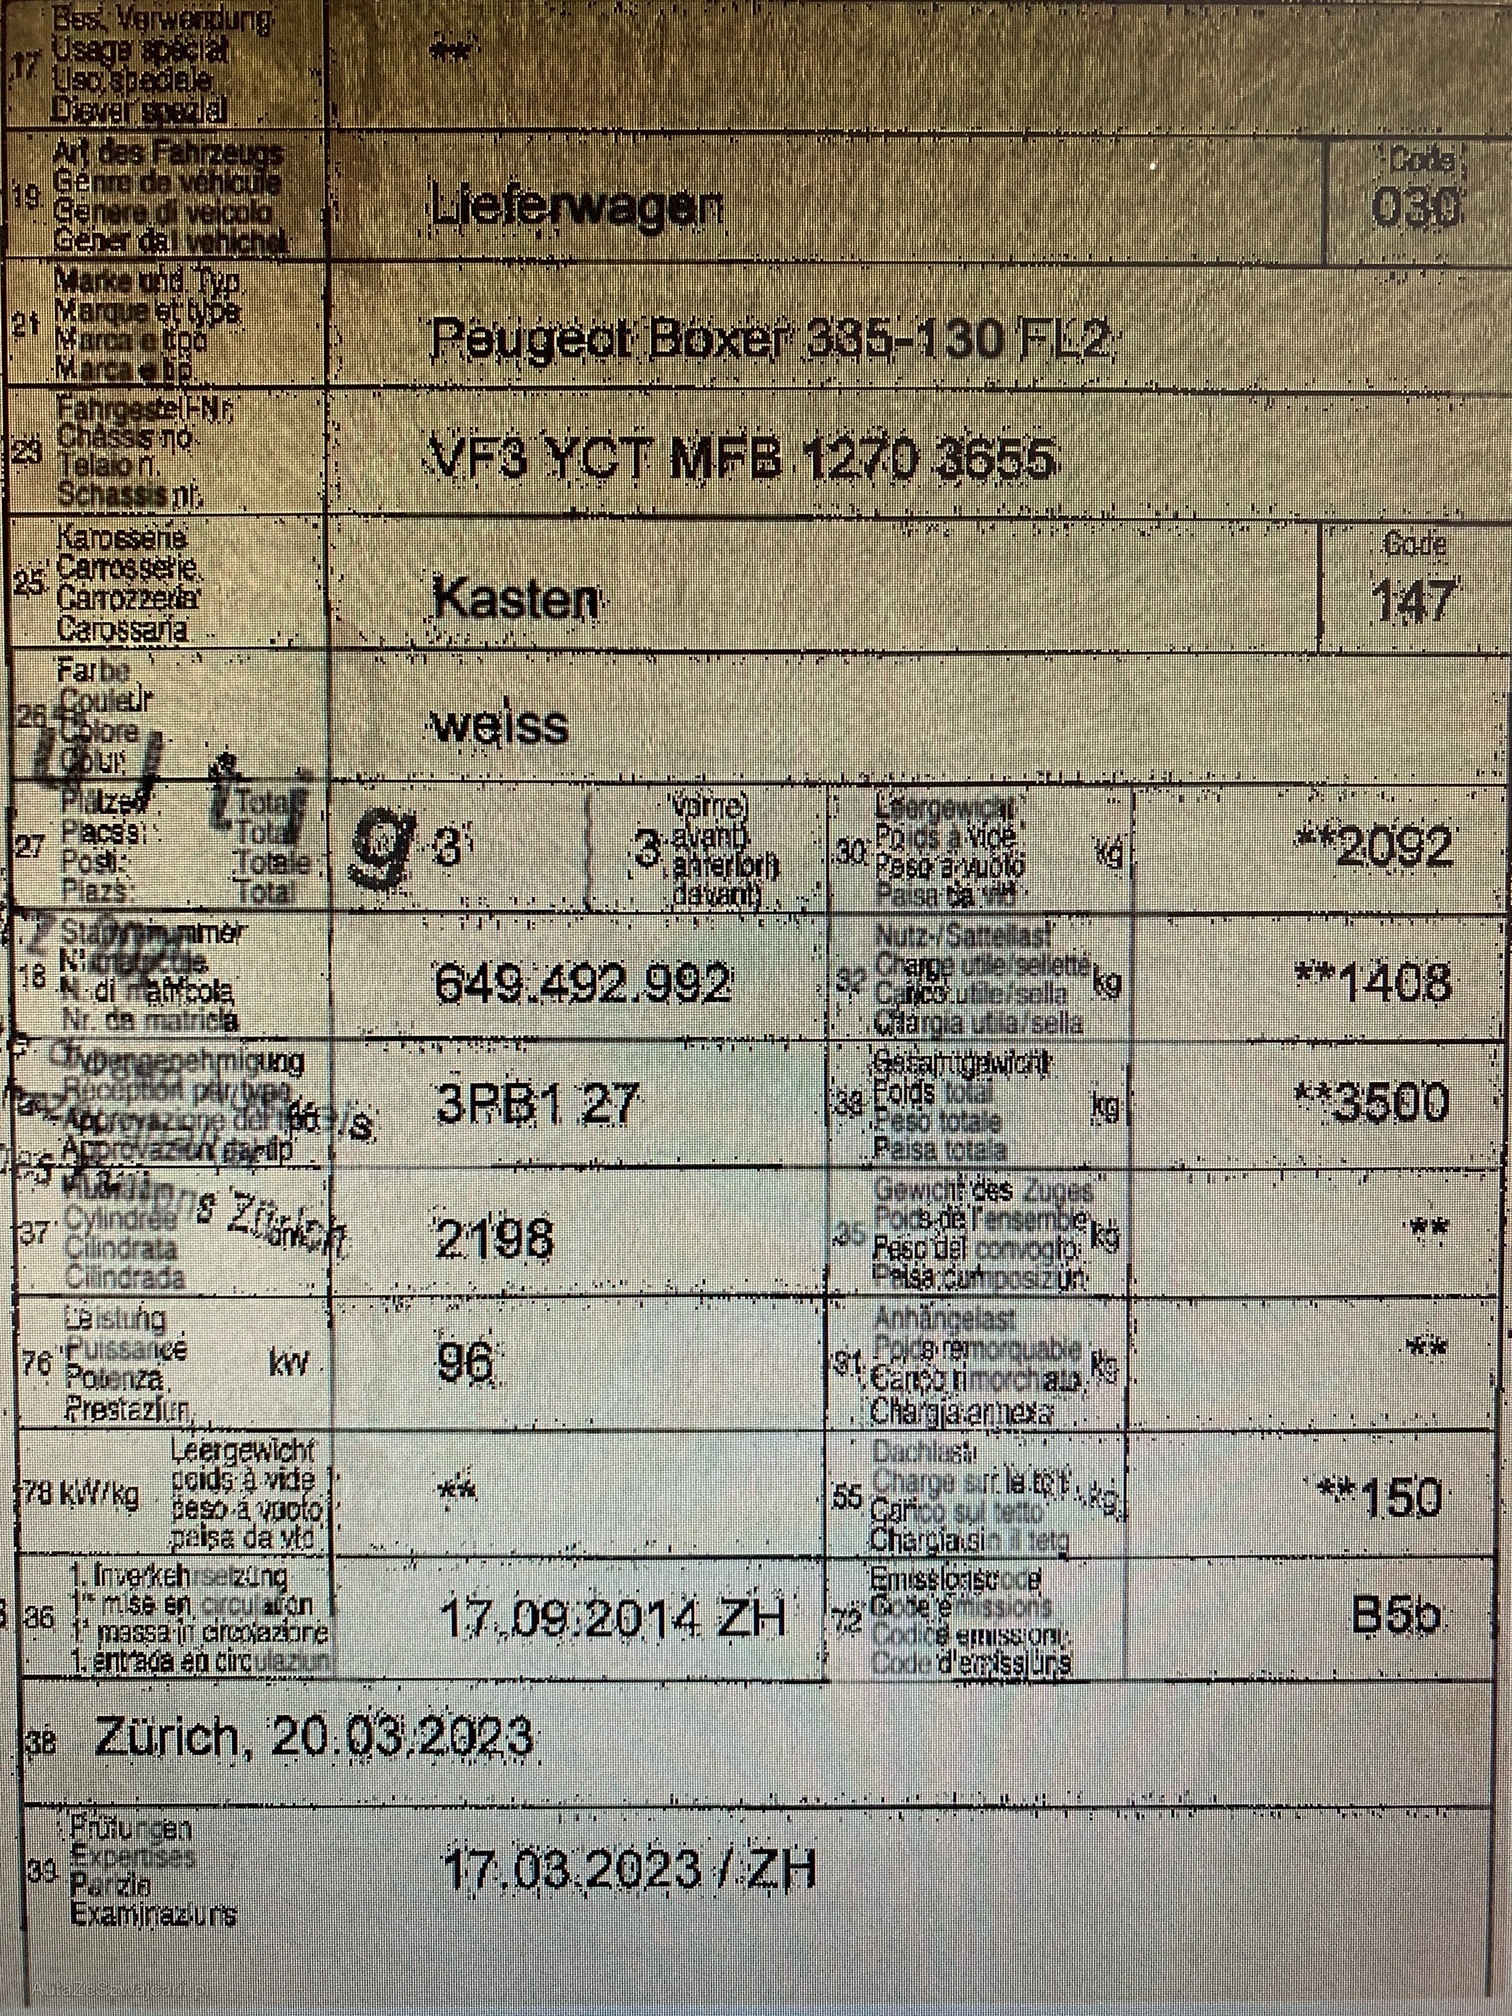 17
Bes. Verwendung
Usage spécial
Uso speciale
Diever spezial
**
19
Art des Fahrzeugs
Genre de véhicule
Genere di veicolo
Gener dal vehichel
Lieferwagen
Code
030
21
Marke und Typ
Marque et type
Marca e tipo
Marca e tip
Peugeot Boxer 335-130 FL2
23
Fahrgestell-Nr.
Châssis no
Telaio n.
Schassis nr.
VF3 YCT MFB 1270 3655
25
Karosserie
Carrosserie
Carrozzeria
Carossaria
Kasten
Code
147
26
Farbe
Couleur
Colore
Colur
weiss
27
Plätze: Total
Places: Total
Posti: Totale
Plazs: Total
g
3
3
vorne)
avant)
anteriori)
davant)
30
Leergewicht
Poids à vide
Peso a vuoto
Paisa da vid
kg
**2092
18
Stammnummer
N. di matricola
Nr. da matricla
649.492.992
32
Nutz-/Sattellast
Charge utile/sellette
Carico utile/sella
Chargia utila/sella
kg
**1408
Typengenehmigung
Réception par type
Approvazione del tipo
Approvaziun da tip
3PB1 27
33
Gesamtgewicht
Poids total
Peso totale
Paisa totala
kg
**3500
37
Cylindrée
Cilindrata
Cilindrada
s Zürich
2198
35
Gewicht des Zuges
Poids de l'ensemble
Peso del convoglio
Paisa cumposiziun
kg
**
76
Leistung
Puissance
Potenza
Prestaziun
kW
96
31
Anhängelast
Poids remorquable
Carico rimorchiato
Chargia annexa
kg
**
78 kW/kg
Leergewicht
poids à vide
peso a vuoto
paisa da vid
**
55
Dachlast
Charge sur le toit
Carico sul tetto
Chargia sin il tetg
kg
**150
36
1. Inverkehrsetzung
1re mise en circulation
1a massa in circolazione
1. entrada en circulaziun
17.09.2014 ZH
72
Emissionscode
Code émissions
Codice emissioni
Code d'emissiuns
B5b
38
Zürich, 20.03.2023
39
Prüfungen
Expertises
Perizie
Examinaziuns
17.03.2023 / ZH
AutaZeSzwajcarii.pl